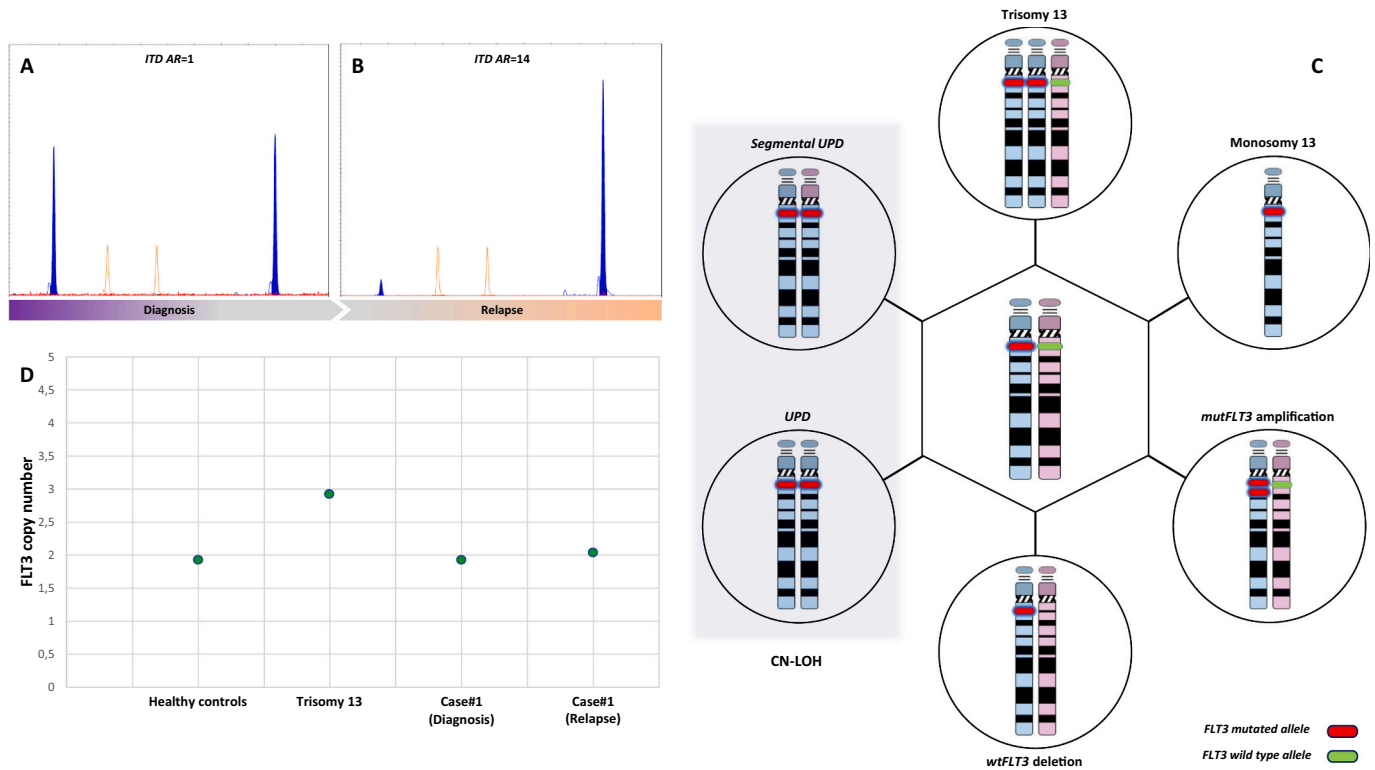 A
ITD AR=1
B
ITD AR=14
Diagnosis
Relapse
C
Trisomy 13
Segmental UPD
Monosomy 13
UPD
mutFLT3 amplification
CN-LOH
wtFLT3 deletion
FLT3 mutated allele
FLT3 wild type allele
D
FLT3 copy number
5
4,5
4
3,5
3
2,5
2
1,5
1
0,5
0
Healthy controls
Trisomy 13
Case#1
(Diagnosis)
Case#1
(Relapse)